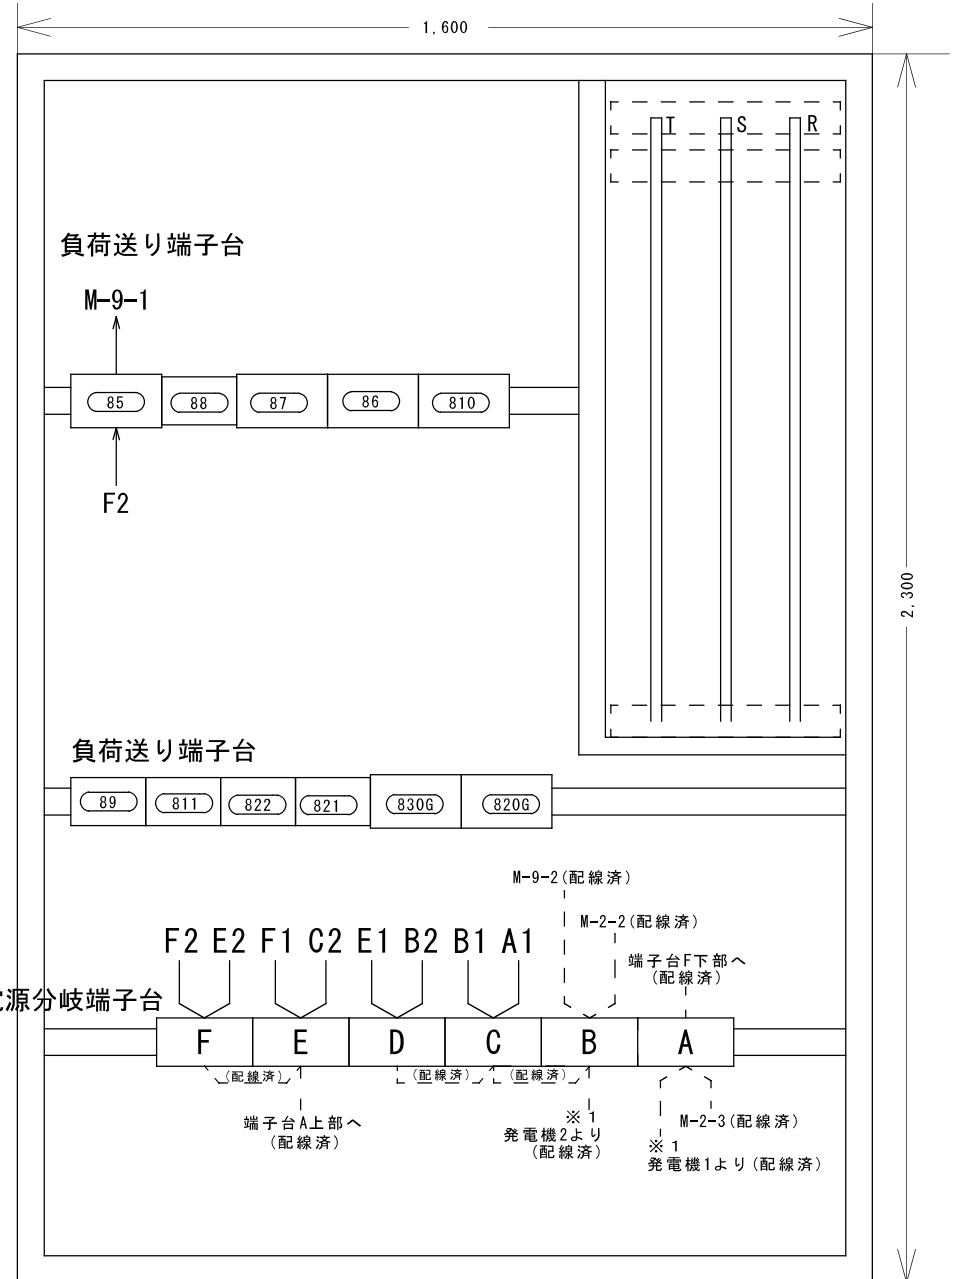 1,600
T S R
負荷送り端子台
M-9-1
85 88 87 86 810
F2
2,300
負荷送り端子台
89 811 822 821 830G 820G
M-9-2(配線済)
M-2-2(配線済)
F2 E2 F1 C2 E1 B2 B1 A1
端子台F下部へ
(配線済)
源分岐端子台
F E D C B A
(配線済) (配線済) (配線済)
端子台A上部へ
(配線済)
※1
発電機2より
(配線済)
M-2-3(配線済)
※1
発電機1より(配線済)